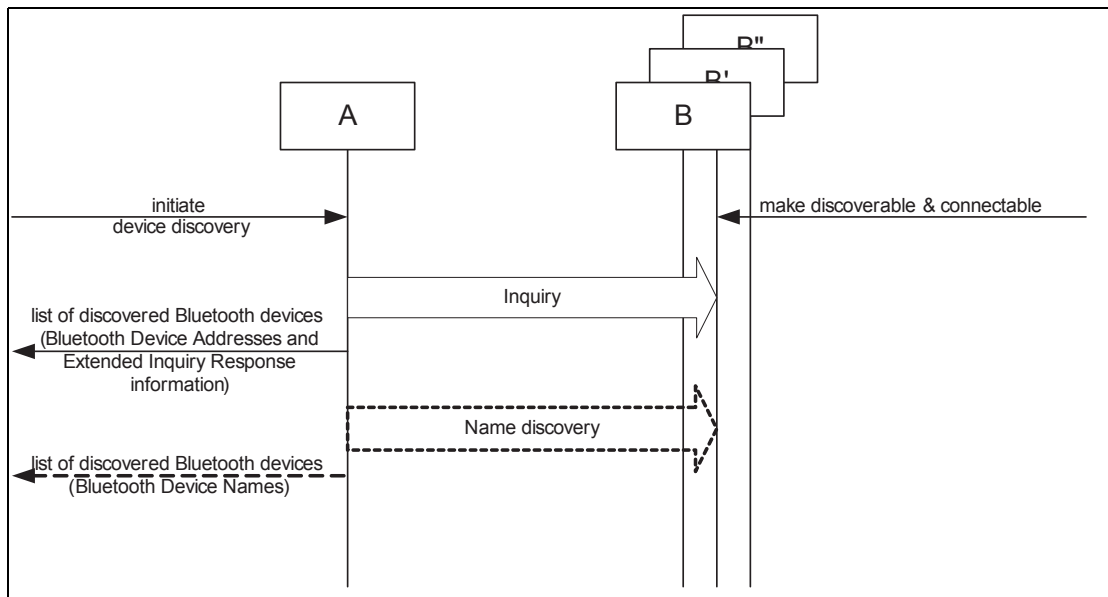 B"
B'
A
B
initiate
device discovery
make discoverable & connectable
Inquiry
list of discovered Bluetooth devices
(Bluetooth Device Addresses and
Extended Inquiry Response
information)
Name discovery
list of discovered Bluetooth devices
(Bluetooth Device Names)